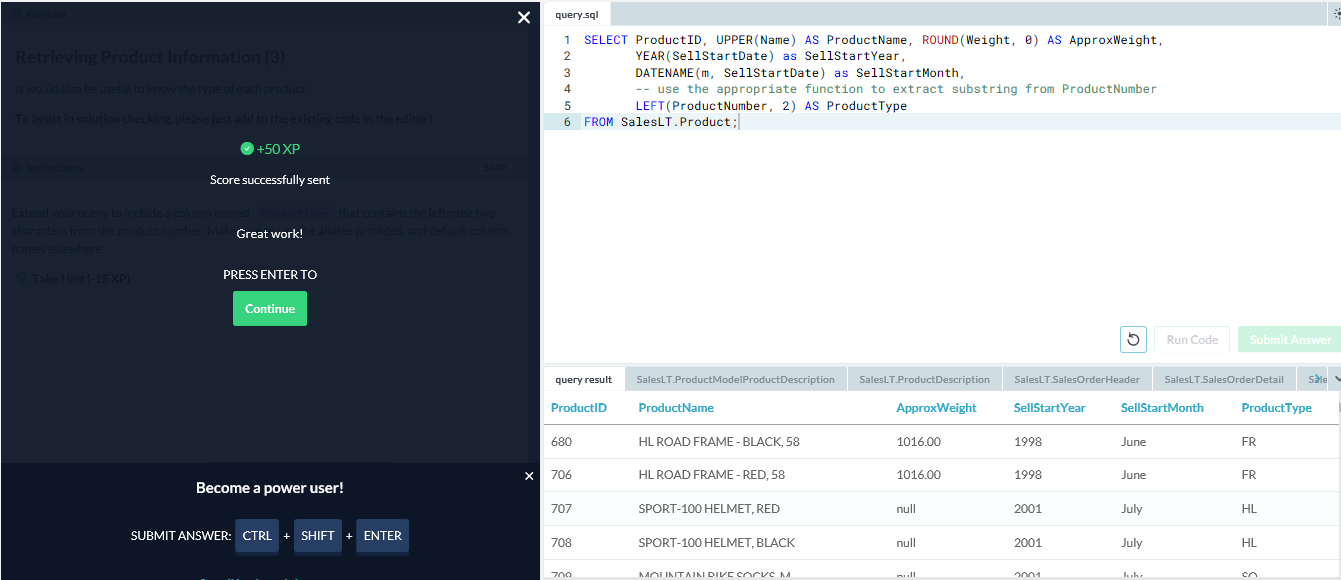 Exercise
Retrieving Product Information (3)
It would also be useful to know the type of each product.
To assist in solution checking, please just add to the existing code in the editor!
+50 XP
Score successfully sent
Instructions
50 XP
Extend your query to include a column named ProductType that contains the leftmost two
characters from the product number. Make aliases provided, and default column
names elsewhere.
Great work!
Take Hint (-15 XP)
PRESS ENTER TO
Continue
Become a power user!
SUBMIT ANSWER: CTRL + SHIFT + ENTER
query.sql
1 SELECT ProductID, UPPER(Name) AS ProductName, ROUND(Weight, 0) AS ApproxWeight,
2 YEAR(SellStartDate) as SellStartYear,
3 DATENAME(m, SellStartDate) as SellStartMonth,
4 -- use the appropriate function to extract substring from ProductNumber
5 LEFT(ProductNumber, 2) AS ProductType
6 FROM SalesLT.Product;
Run Code
Submit Answer
query result SalesLT.ProductModelProductDescription SalesLT.ProductDescription SalesLT.SalesOrderHeader SalesLT.SalesOrderDetail
ProductID ProductName ApproxWeight SellStartYear SellStartMonth ProductType
680 HL ROAD FRAME - BLACK, 58 1016.00 1998 June FR
706 HL ROAD FRAME - RED, 58 1016.00 1998 June FR
707 SPORT-100 HELMET, RED null 2001 July HL
708 SPORT-100 HELMET, BLACK null 2001 July HL
709 MOUNTAIN BIKE SOCKS, M null 2001 July SO